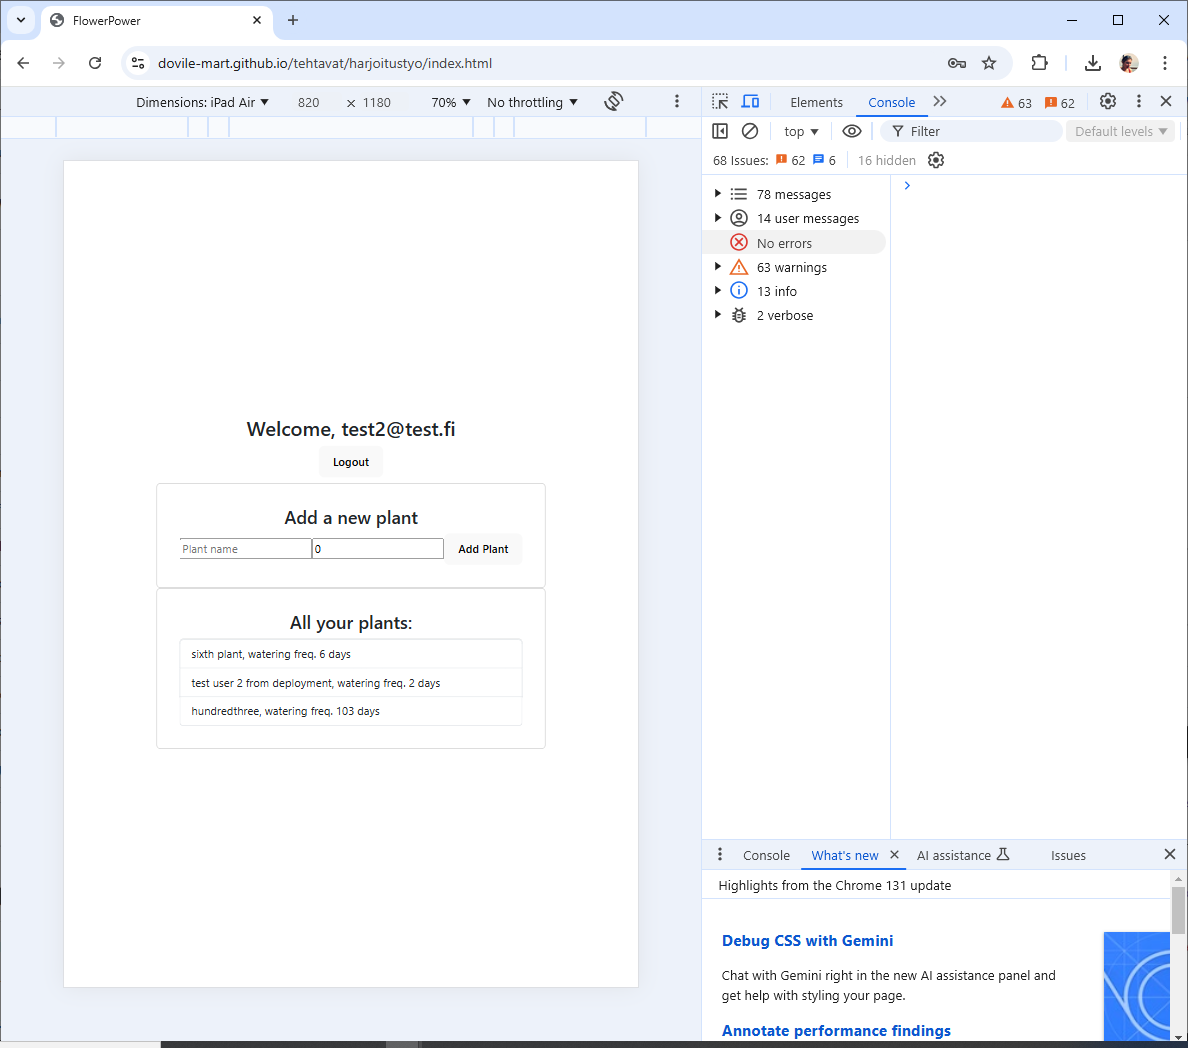 FlowerPower
dovile-mart.github.io/tehtavat/harjoitustyo/index.html
Dimensions: iPad Air 820 × 1180 70% No throttling
Elements Console 63 62
top Filter Default levels
68 Issues: 62 6 16 hidden
78 messages
14 user messages
No errors
63 warnings
13 info
2 verbose
Welcome, test2@test.fi
Logout
Add a new plant
Plant name 0 Add Plant
All your plants:
sixth plant, watering freq. 6 days
test user 2 from deployment, watering freq. 2 days
hundredthree, watering freq. 103 days
Console What's new AI assistance Issues
Highlights from the Chrome 131 update
Debug CSS with Gemini
Chat with Gemini right in the new AI assistance panel and
get help with styling your page.
Annotate performance findings